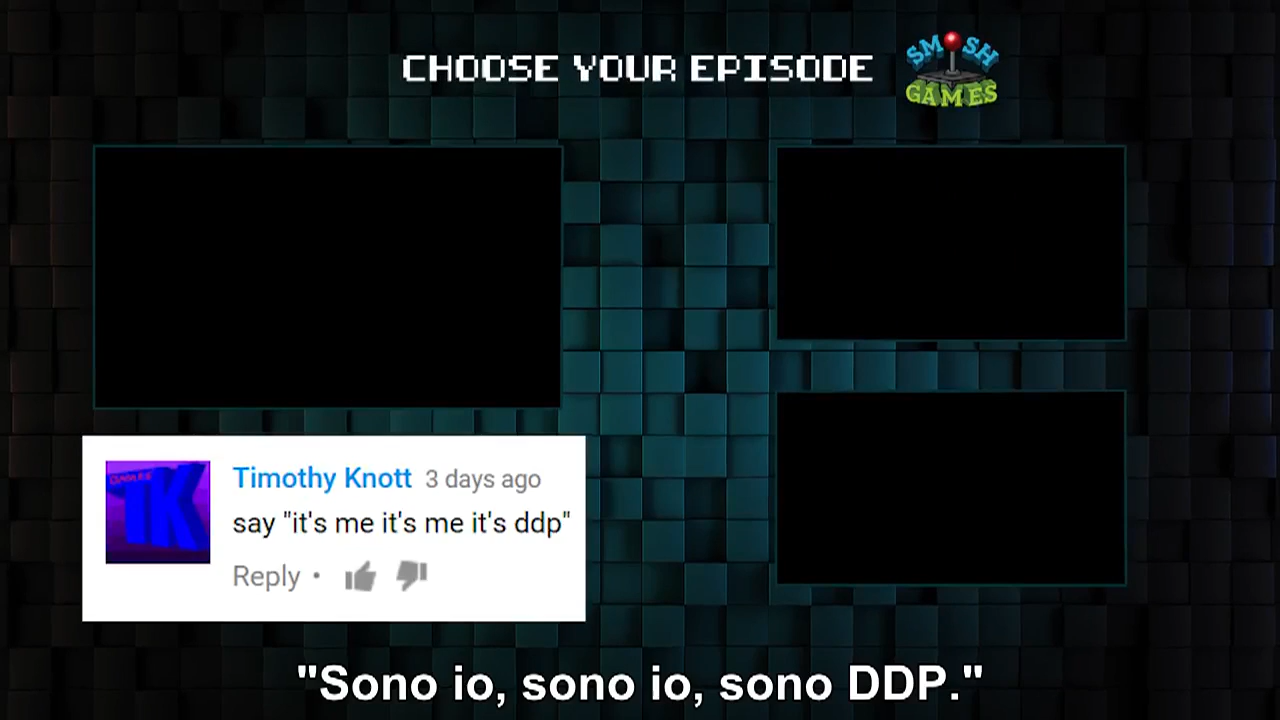 CHOOSE YOUR EPISODE
SMOSH
GAMES
Timothy Knott 3 days ago
say "it's me it's me it's ddp"
Reply •
"Sono io, sono io, sono DDP."